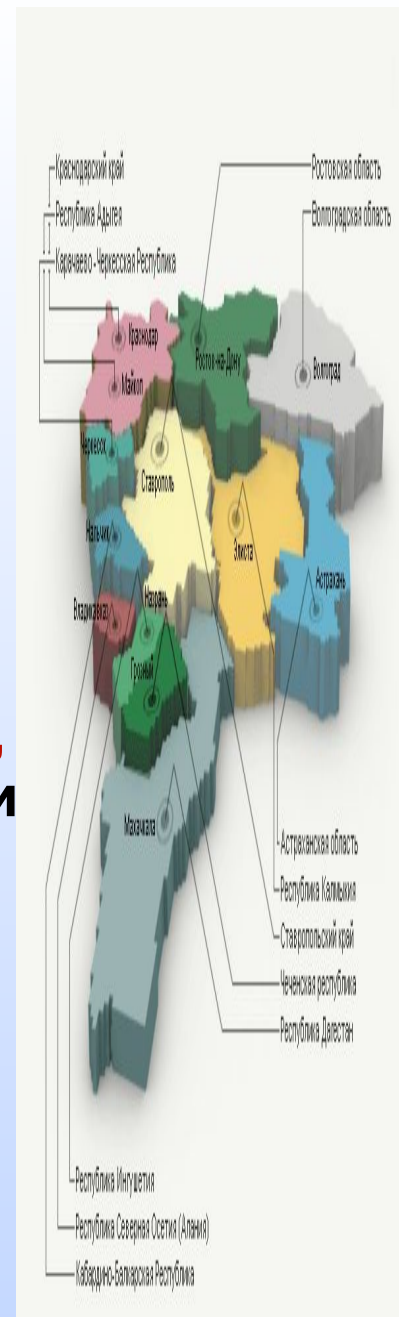 Краснодарский край
Республика Адыгея
Карачаево - Черкесская Республика
Ростовская область
Волгоградская область
Краснодар
Майкоп
Ростов-на-Дону
Волгоград
Черкесск
Ставрополь
Нальчик
Элиста
Астрахань
Владикавказ
Назрань
Грозный
,
и
Махачкала
Астраханская область
Республика Калмыкия
Ставропольский край
Чеченская республика
Республика Дагестан
Республика Ингушетия
Республика Северная Осетия (Алания)
Кабардино-Балкарская Республика